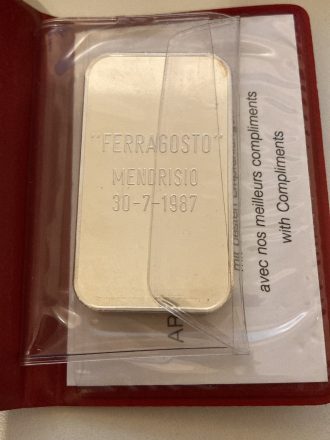 "FERRAGOSTO"
MENDRISIO
30-7-1987
avec nos meilleurs compliments
with Compliments